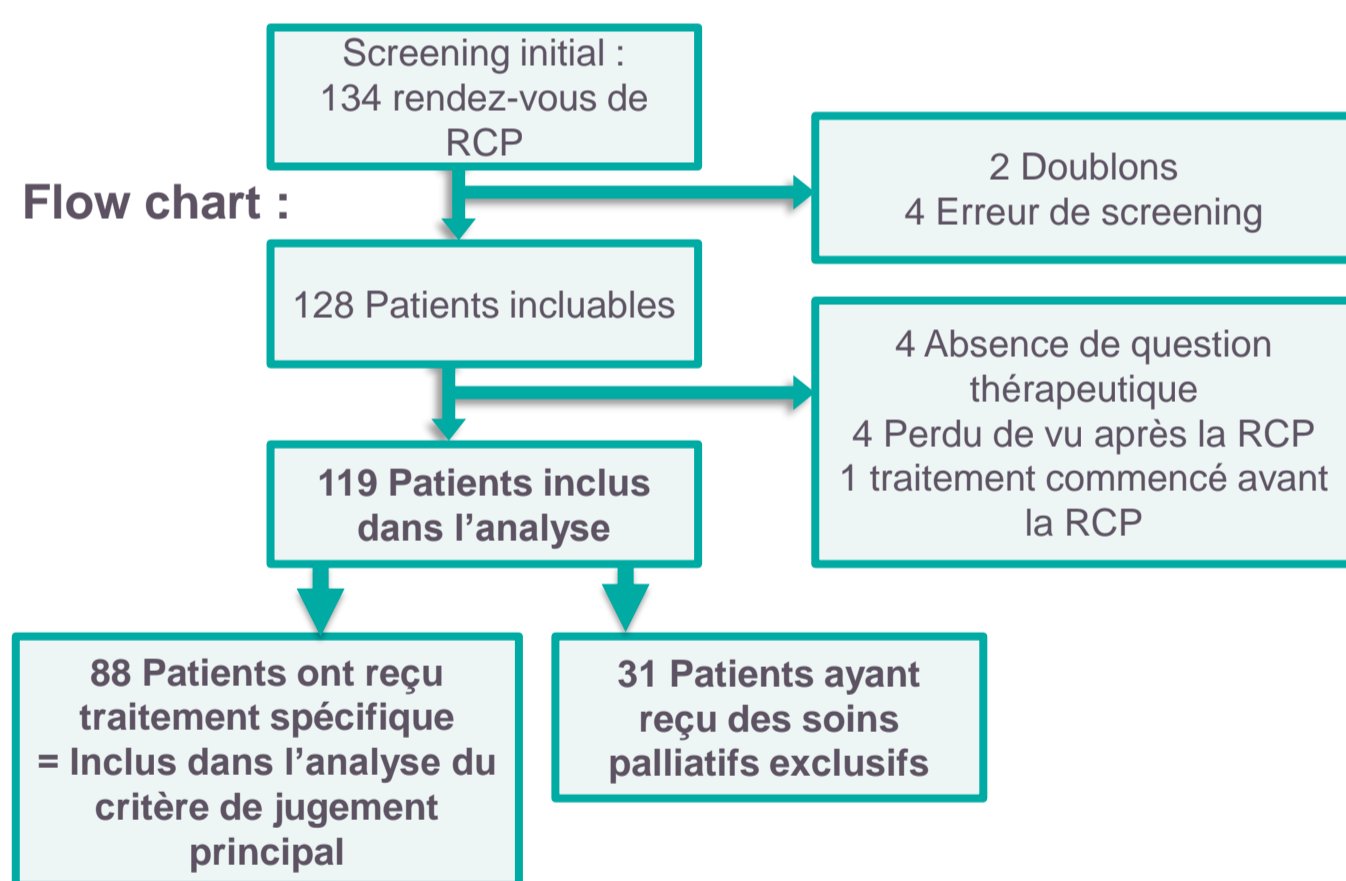 Screening initial :
134 rendez-vous de
RCP
2 Doublons
4 Erreur de screening
Flow chart :
128 Patients incluables
4 Absence de question
thérapeutique
4 Perdu de vu après la RCP
1 traitement commencé avant
la RCP
119 Patients inclus
dans l’analyse
88 Patients ont reçu
traitement spécifique
= Inclus dans l’analyse du
critère de jugement
principal
31 Patients ayant
reçu des soins
palliatifs exclusifs